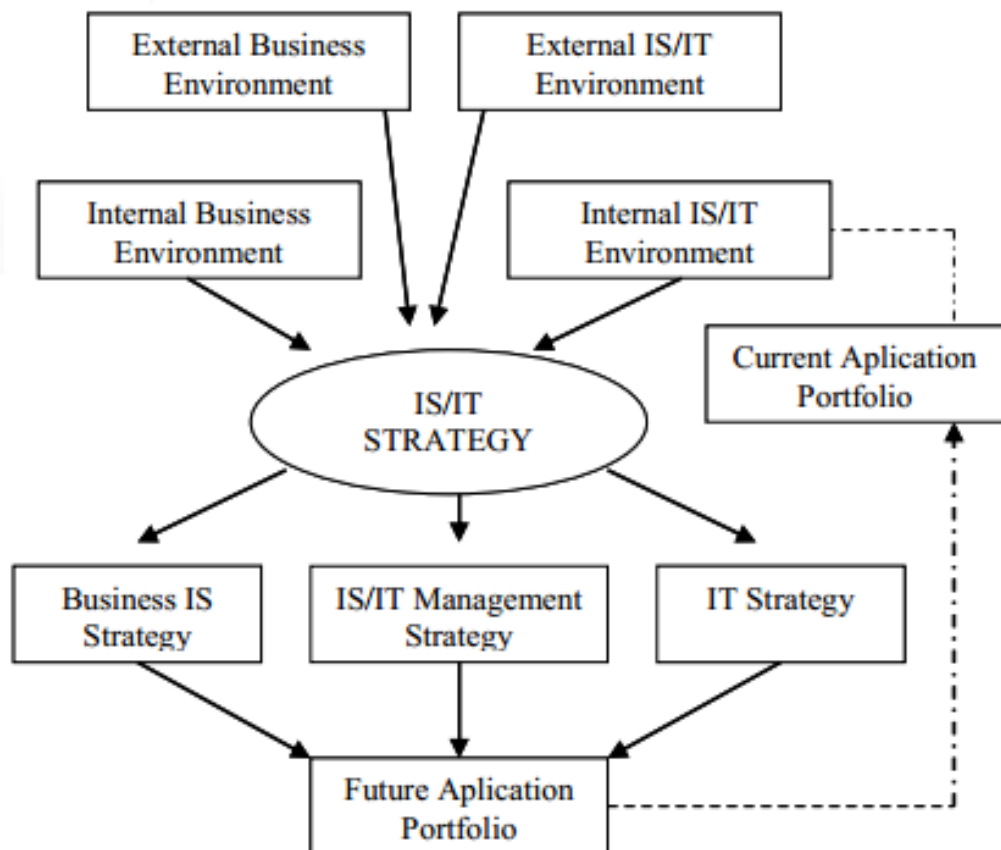 External Business
Environment
External IS/IT
Environment
Internal Business
Environment
Internal IS/IT
Environment
Current Aplication
Portfolio
IS/IT
STRATEGY
Business IS
Strategy
IS/IT Management
Strategy
IT Strategy
Future Aplication
Portfolio